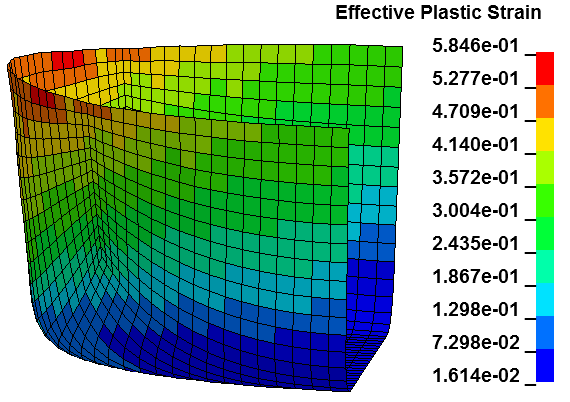 Effective Plastic Strain
5.846e-01 _
5.277e-01 _
4.709e-01 _
4.140e-01 _
3.572e-01 _
3.004e-01 _
2.435e-01 _
1.867e-01 _
1.298e-01 _
7.298e-02 _
1.614e-02 _